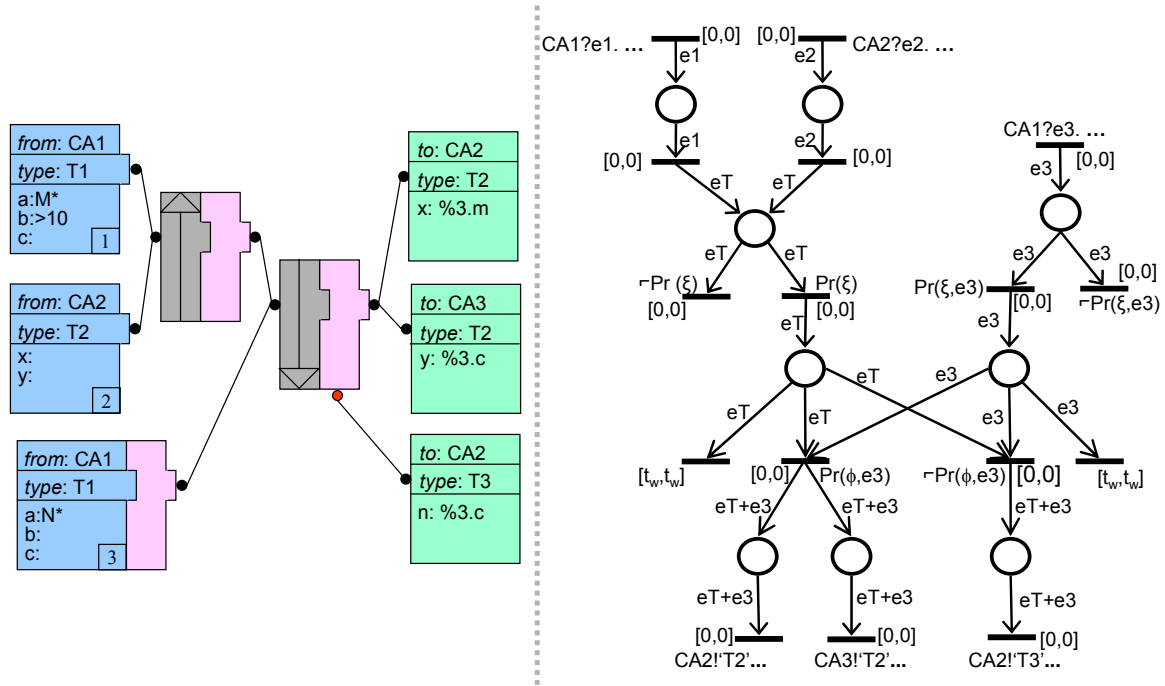 from: CA1
type: T1
a:M*
b:>10
c:
1
from: CA2
type: T2
x:
y:
2
from: CA1
type: T1
a:N*
b:
c:
3
to: CA2
type: T2
x: %3.m
to: CA3
type: T2
y: %3.c
to: CA2
type: T3
n: %3.c
CA1?e1. ...
[0,0]
[0,0]
CA2?e2. ...
e1
e2
e1
e2
[0,0]
[0,0]
CA1?e3. ...
[0,0]
e3
eT
eT
eT
eT
e3
e3
[0,0]
¬Pr (ξ)
[0,0]
Pr(ξ)
[0,0]
Pr(ξ,e3)
[0,0]
¬Pr(ξ,e3)
eT
e3
eT
e3
eT
eT
e3
e3
[tw,tw]
[0,0]
Pr(ϕ,e3)
¬Pr(ϕ,e3)
[0,0]
[tw,tw]
eT+e3
eT+e3
eT+e3
eT+e3
eT+e3
eT+e3
[0,0]
[0,0]
[0,0]
CA2!‘T2’...
CA3!‘T2’...
CA2!‘T3’...